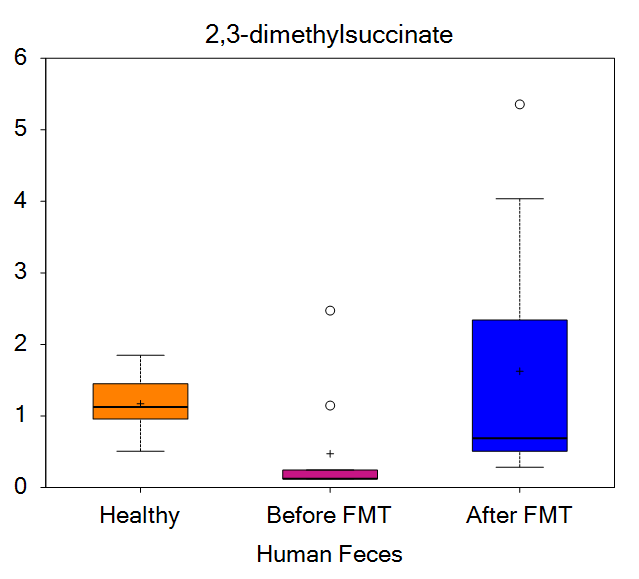 2,3-dimethylsuccinate
6
5
4
3
2
1
0
Healthy
Before FMT
After FMT
Human Feces